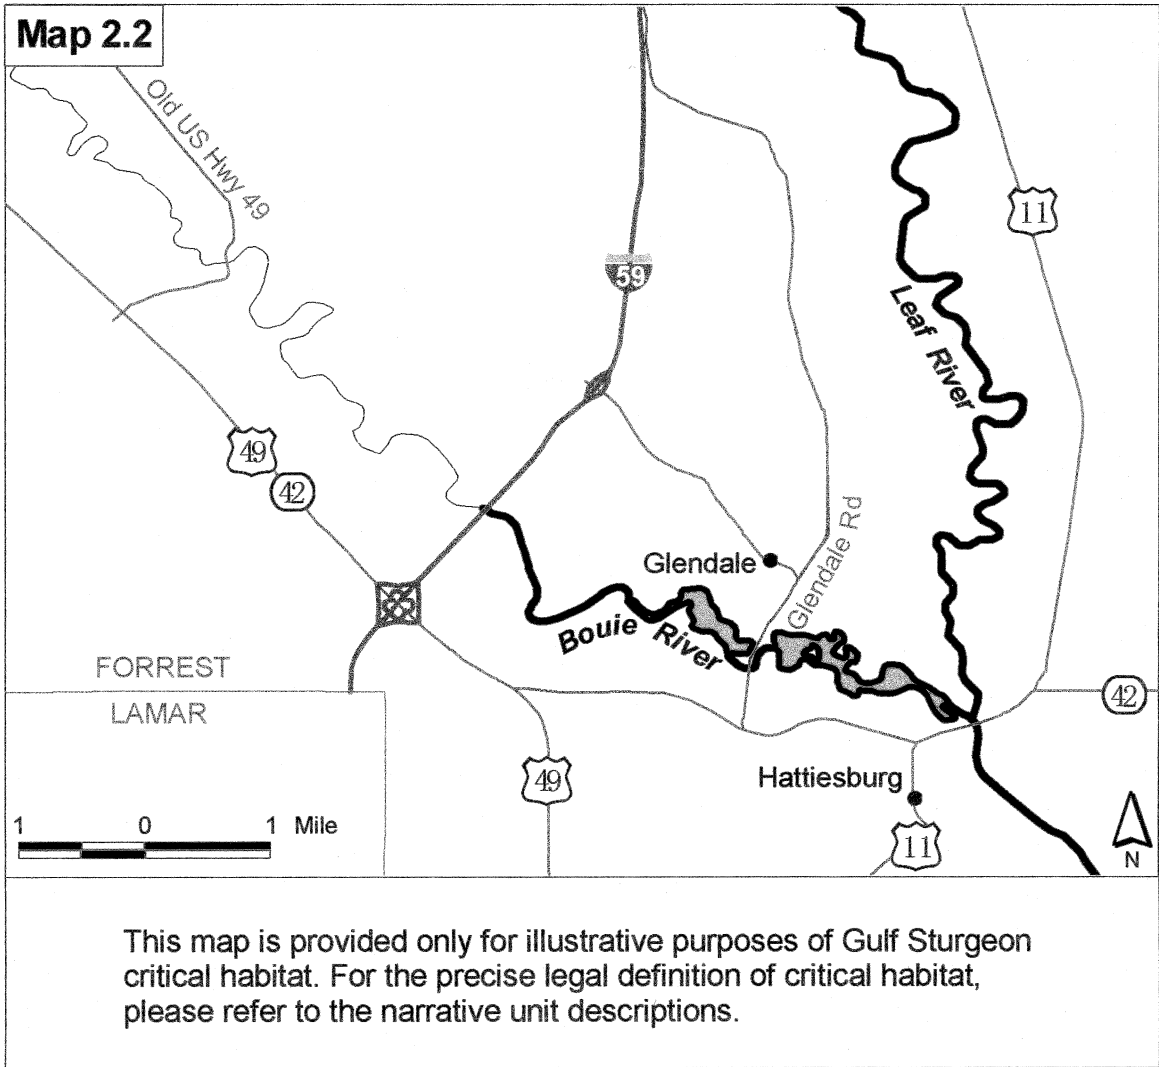 Map 2.2
Old US Hwy 49
11
59
Leaf River
49
42
Glendale
Glendale Rd
Bouie River
FORREST
LAMAR
42
49
Hattiesburg
1 0 1 Mile
11
N
This map is provided only for illustrative purposes of Gulf Sturgeon
critical habitat. For the precise legal definition of critical habitat,
please refer to the narrative unit descriptions.